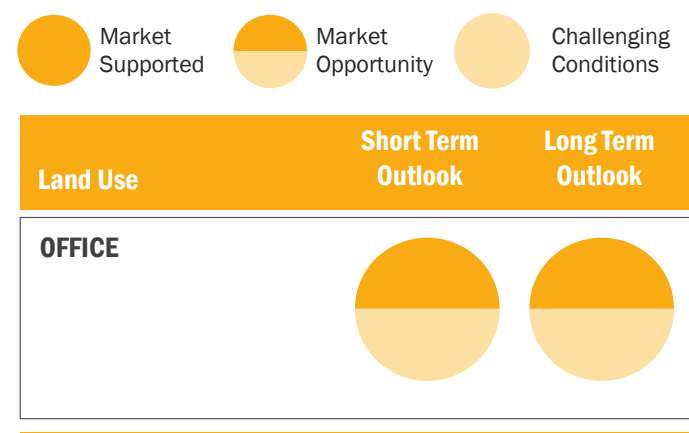 Market
Supported
Market
Opportunity
Challenging
Conditions
Land Use
Short Term
Outlook
Long Term
Outlook
OFFICE